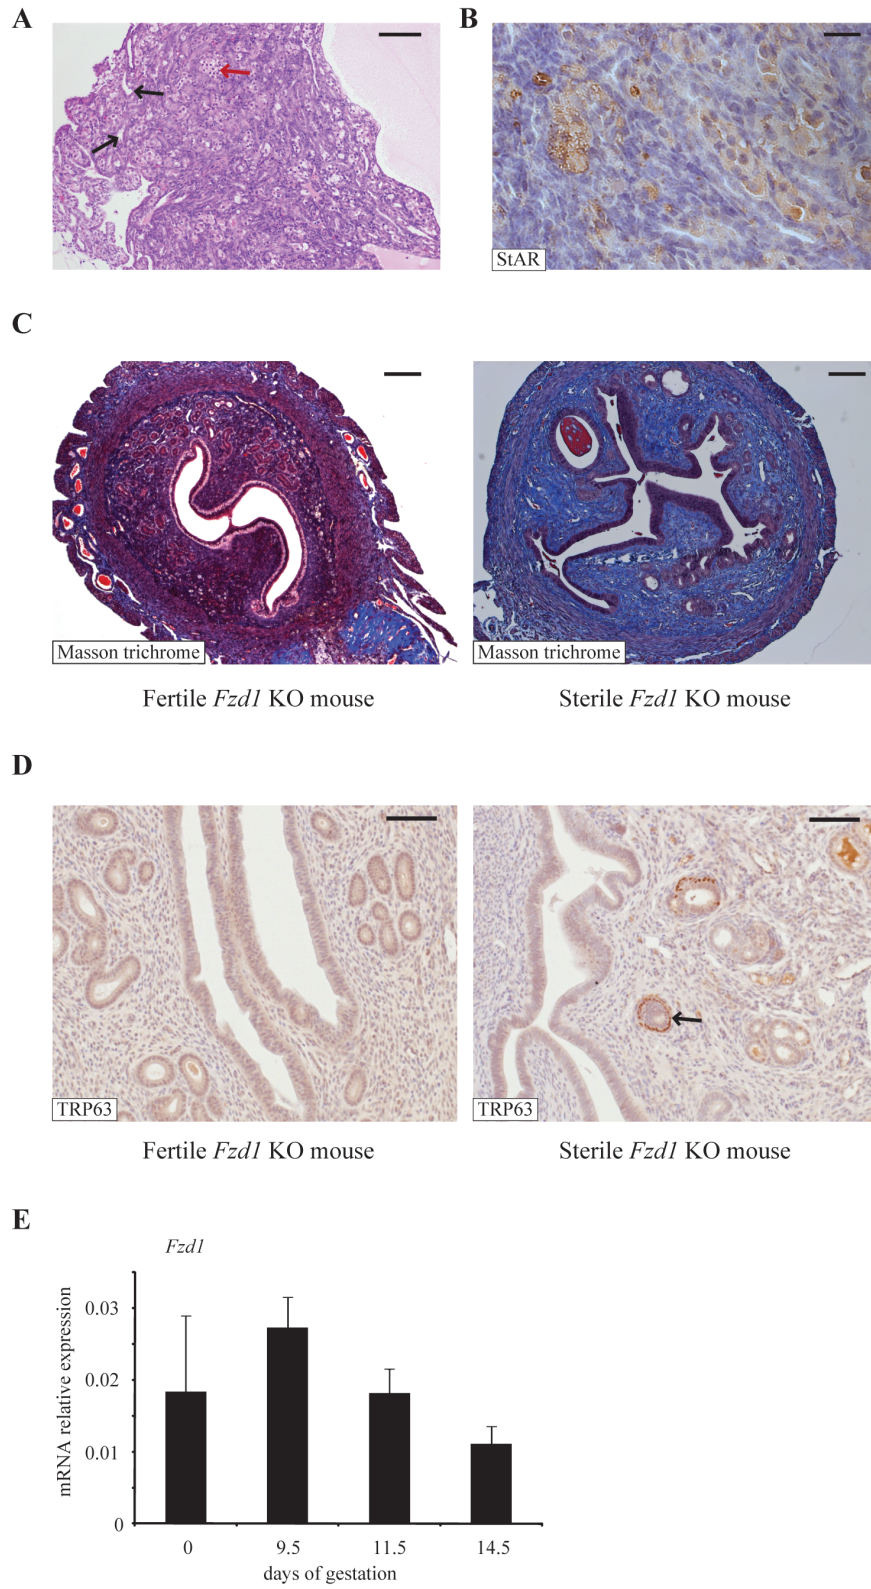 A
B
StAR
C
Masson trichrome
Masson trichrome
Fertile Fzd1 KO mouse
Sterile Fzd1 KO mouse
D
TRP63
TRP63
Fertile Fzd1 KO mouse
Sterile Fzd1 KO mouse
E
Fzd1
mRNA relative expression
0.03
0.02
0.01
0
0 9.5 11.5 14.5
days of gestation